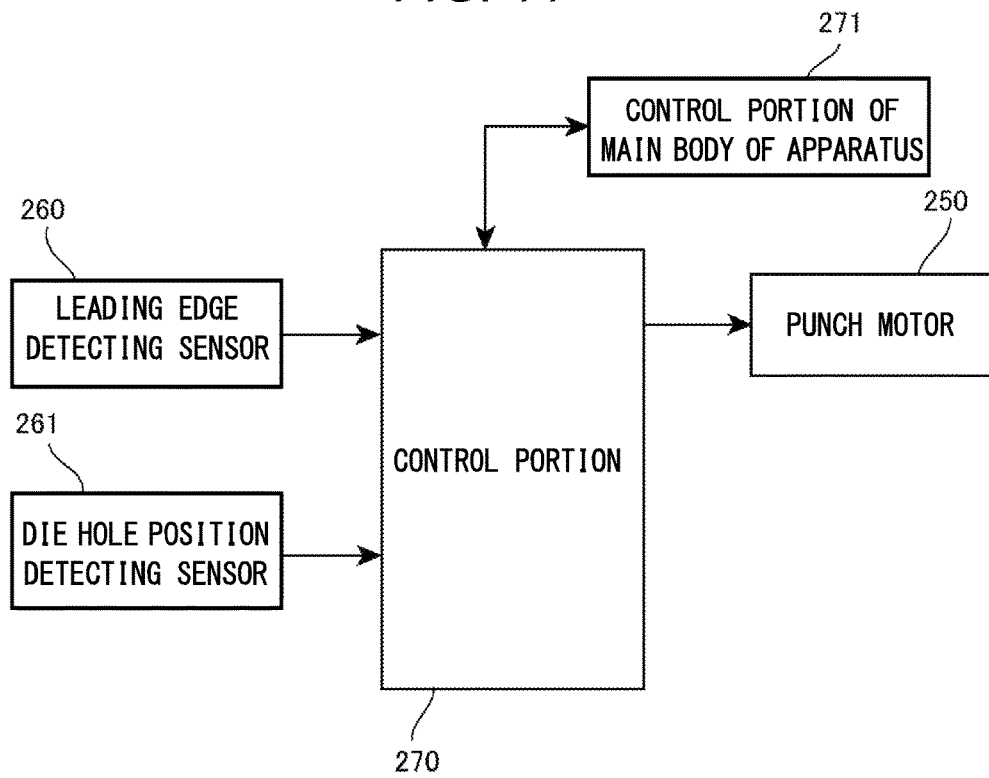 271
CONTROL PORTION OF
MAIN BODY OF APPARATUS
260
250
LEADING EDGE
DETECTING SENSOR
PUNCH MOTOR
261
CONTROL PORTION
DIE HOLE POSITION
DETECTING SENSOR
270